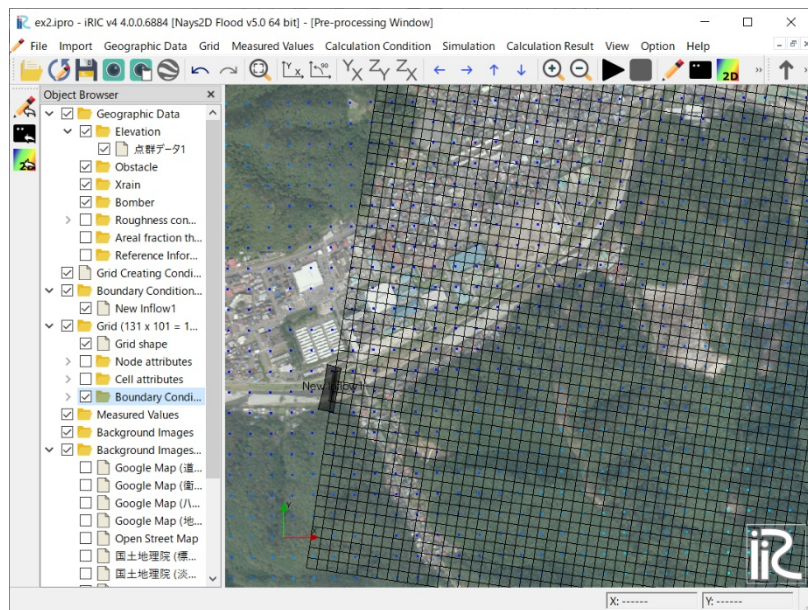 ex2.ipro - iRIC v4 4.0.0.6884 [Nays2D Flood v5.0 64 bit] - [Pre-processing Window]
File Import Geographic Data Grid Measured Values Calculation Condition Simulation Calculation Result View Option Help
Object Browser
Geographic Data
Elevation
点群データ1
Obstacle
Xrain
Bomber
Roughness con...
Areal fraction th...
Reference Infor...
Grid Creating Condi...
Boundary Condition...
New Inflow1
Grid (131 x 101 = 1...
Grid shape
Node attributes
Cell attributes
Boundary Condi...
Measured Values
Background Images
Background Images...
Google Map (道...
Google Map (衛...
Google Map (ハ...
Google Map (地...
Open Street Map
国土地理院 (標...
国土地理院 (淡...
New Inflow1
Y
X
iRIC
X: ------
Y: ------